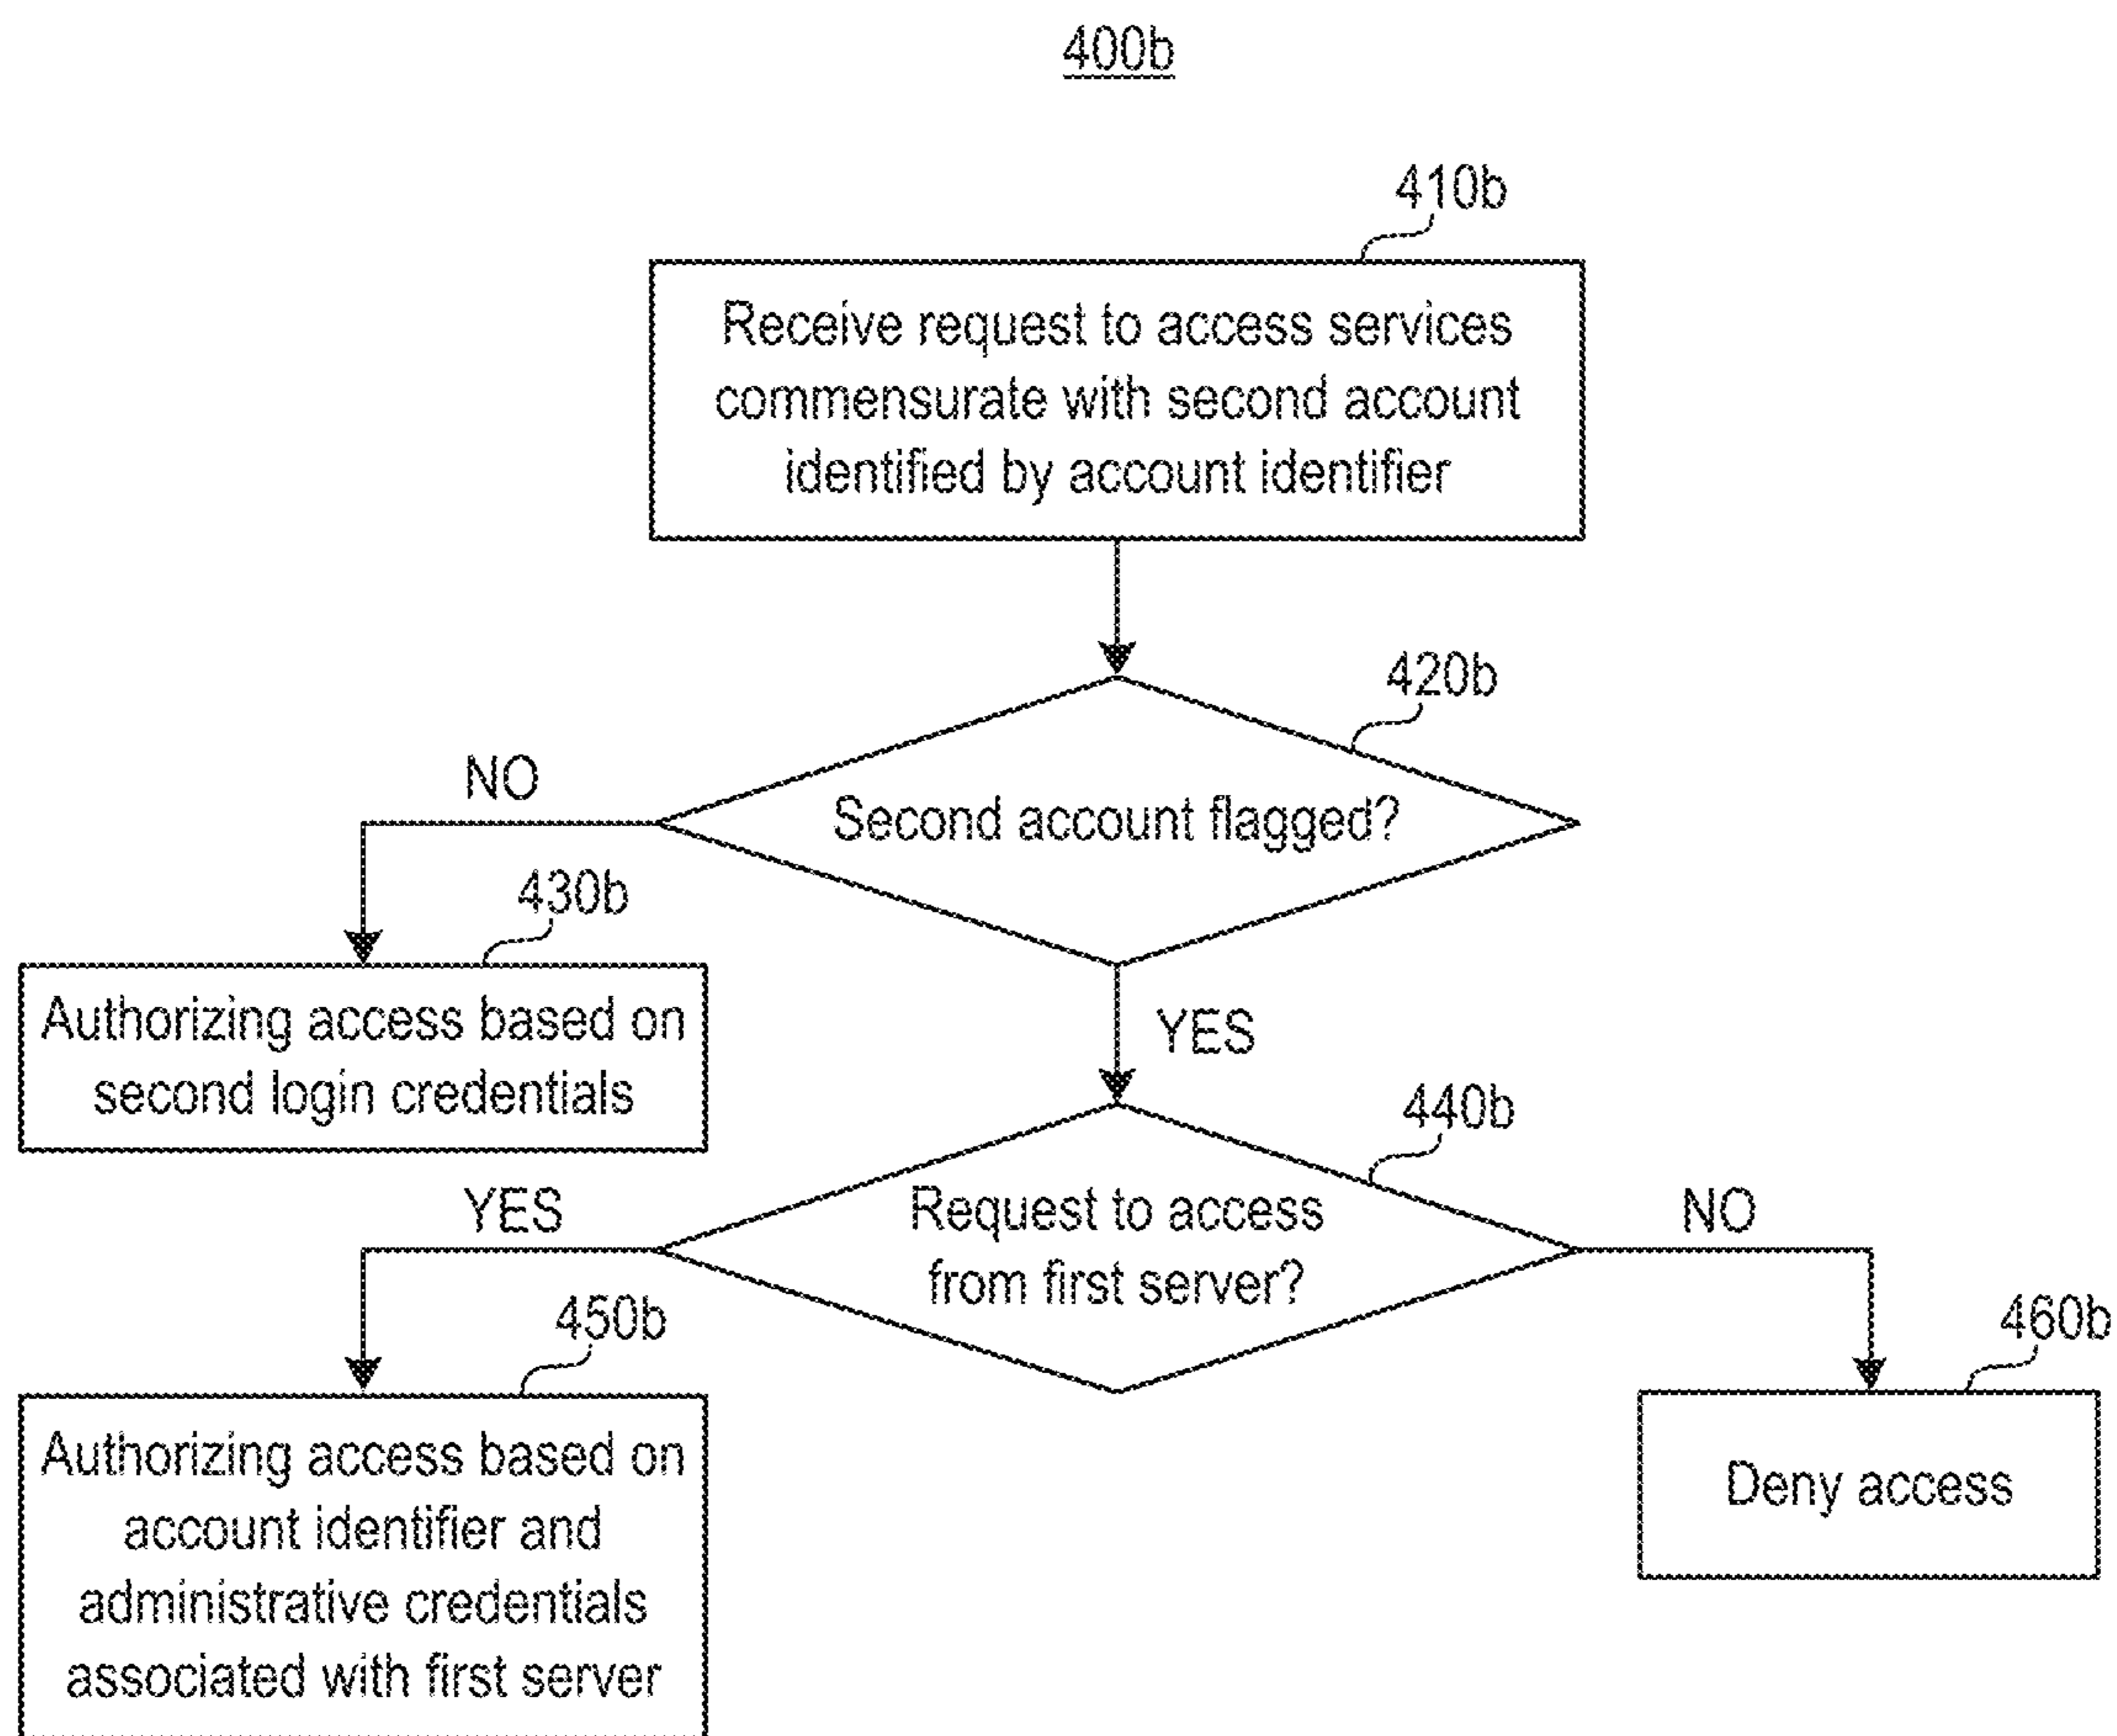 400b
410b
Receive request to access services
commensurate with second account
identified by account identifier
420b
Second account flagged?
NO
430b
Authorizing access based on
second login credentials
YES
440b
Request to access
from first server?
YES
NO
450b
Authorizing access based on
account identifier and
administrative credentials
associated with first server
460b
Deny access